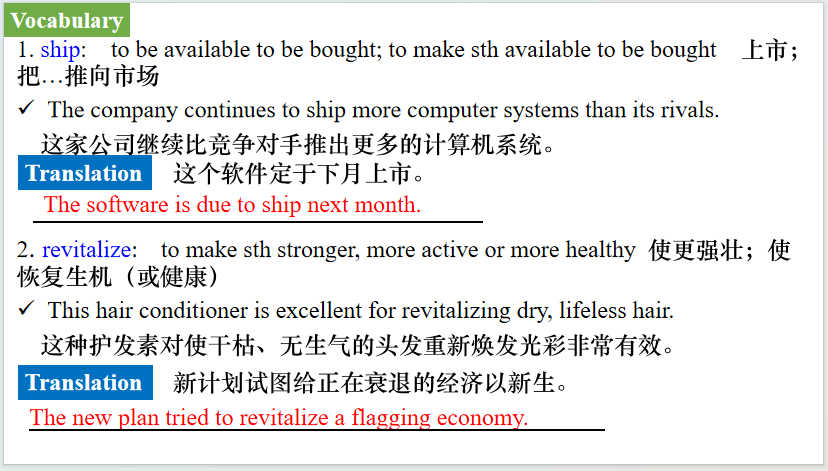 Vocabulary
1. ship: to be available to be bought; to make sth available to be bought 上市；
把…推向市场
✓ The company continues to ship more computer systems than its rivals.
这家公司继续比竞争对手推出更多的计算机系统。
Translation 这个软件定于下月上市。
The software is due to ship next month.
2. revitalize: to make sth stronger, more active or more healthy 使更强壮；使
恢复生机（或健康）
✓ This hair conditioner is excellent for revitalizing dry, lifeless hair.
这种护发素对使干枯、无生气的头发重新焕发光彩非常有效。
Translation 新计划试图给正在衰退的经济以新生。
The new plan tried to revitalize a flagging economy.